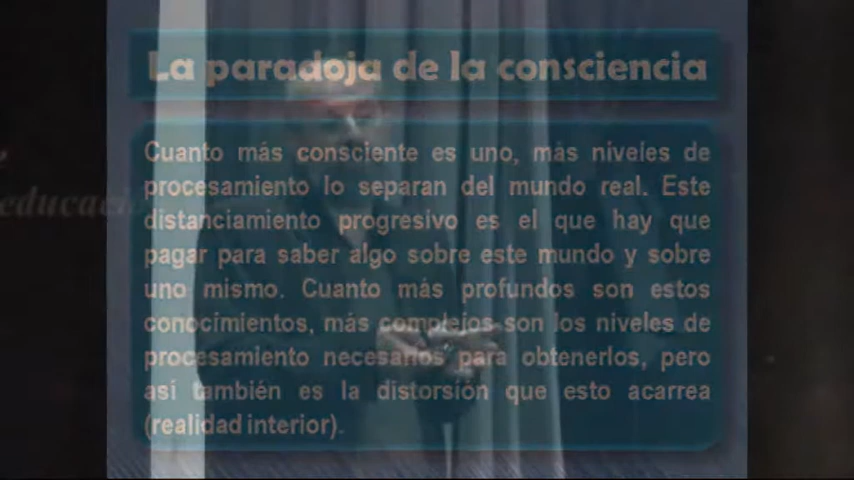 La paradoja de la consciencia
Cuanto más consciente es uno, más niveles de
procesamiento lo separan del mundo real. Este
distanciamiento progresivo es el que hay que
pagar para saber algo sobre este mundo y sobre
uno mismo. Cuanto más profundos son estos
conocimientos, más complejos son los niveles de
procesamiento necesarios para obtenerlos, pero
así también es la distorsión que esto acarrea
(realidad interior).